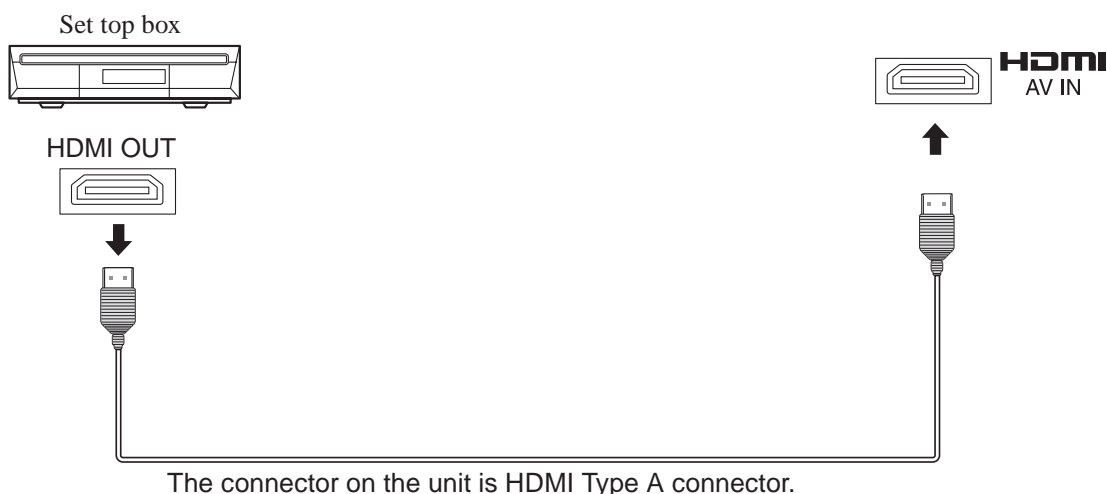 Set top box
HDMI
AV IN
HDMI OUT
The connector on the unit is HDMI Type A connector.